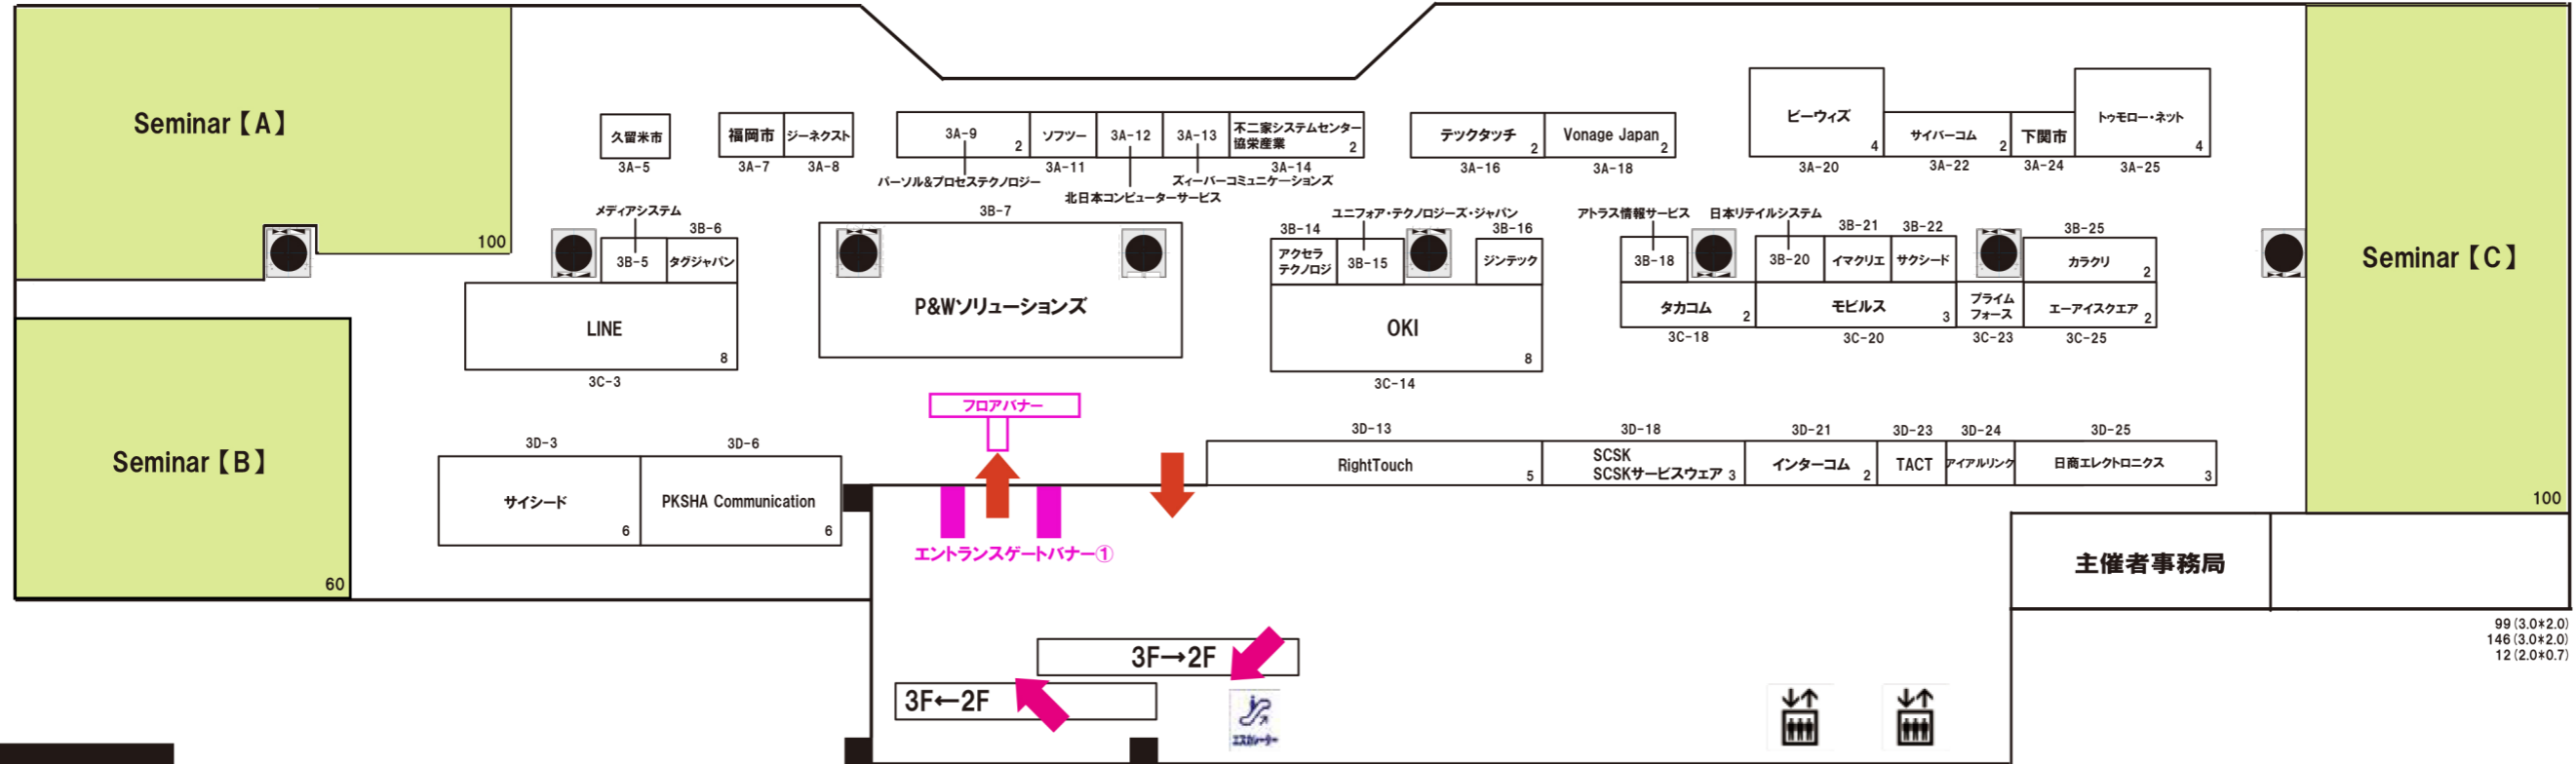 Seminar【A】
100
久留米市
3A-5
福岡市
3A-7
ジーネクスト
3A-8
3A-9
2
パーソル&プロセステクノロジー
ソフツー
3A-11
3A-12
北日本コンピューターサービス
3A-13
ズィーバーコミュニケーションズ
不二家システムセンター
協栄産業
2
3A-14
テックタッチ
2
3A-16
Vonage Japan
2
3A-18
ビーウィズ
4
3A-20
サイバーコム
2
3A-22
下関市
3A-24
トゥモロー・ネット
4
3A-25
メディアシステム
3B-5
3B-6
タグジャパン
LINE
8
3C-3
3B-7
P&Wソリューションズ
3B-14
アクセラ
テクノロジ
ユニフォア・テクノロジーズ・ジャパン
3B-15
3B-16
ジンテック
OKI
8
3C-14
アトラス情報サービス
3B-18
日本リテイルシステム
3B-20
3B-21
イマクリエ
3B-22
サクシード
3B-25
カラクリ
2
タカコム
2
3C-18
モビルス
3
3C-20
プライム
フォース
3C-23
エーアイスクエア
2
3C-25
Seminar【C】
100
Seminar【B】
60
3D-3
サイシード
6
3D-6
PKSHA Communication
6
フロアバナー
エントランスゲートバナー①
3D-13
RightTouch
5
3D-18
SCSK
SCSKサービスウェア
3
3D-21
インターコム
2
3D-23
TACT
3D-24
アイアルリンク
3D-25
日商エレクトロニクス
3
主催者事務局
99(3.0*2.0)
146(3.0*2.0)
12(2.0*0.7)
3F→2F
3F←2F
エスカレーター